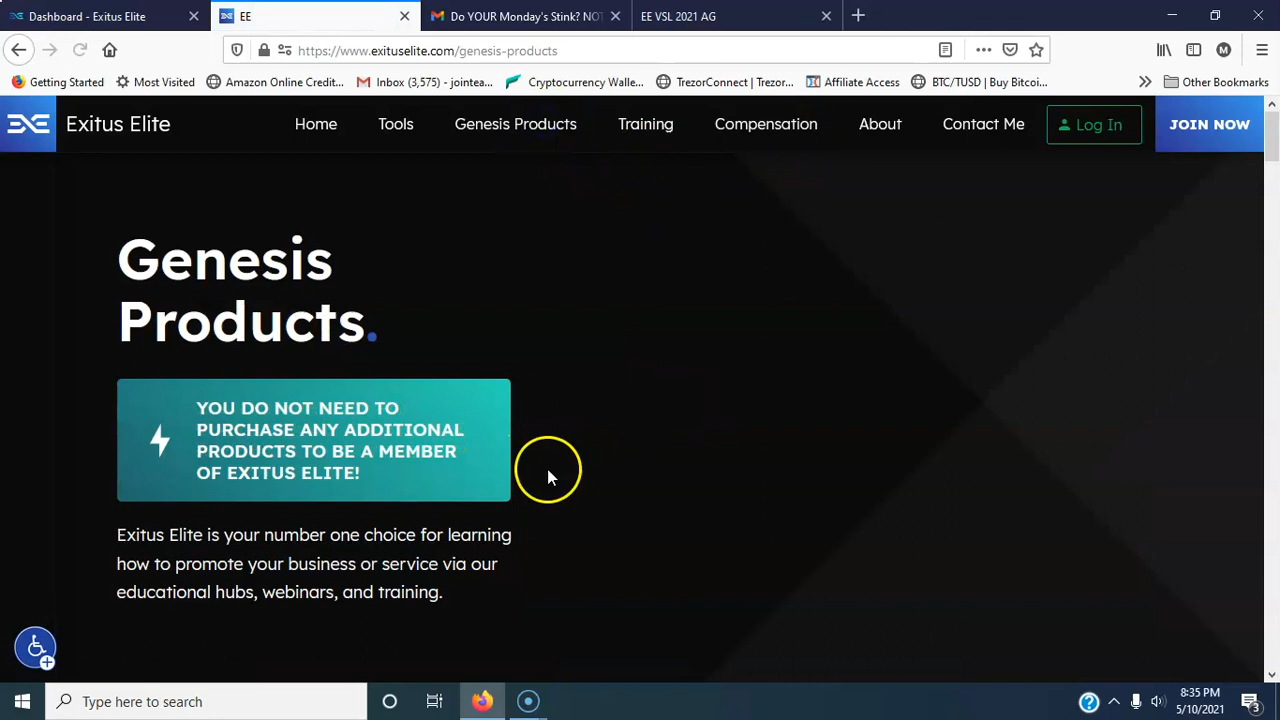 Dashboard - Exitus Elite
EE
Do YOUR Monday's Stink? NOT
EE VSL 2021 AG
https://www.exituselite.com/genesis-products
Getting Started
Most Visited
Amazon Online Credit...
Inbox (3,575) - jointea...
Cryptocurrency Walle...
TrezorConnect | Trezor...
Affiliate Access
BTC/TUSD | Buy Bitcoi...
Other Bookmarks
Exitus Elite
Home
Tools
Genesis Products
Training
Compensation
About
Contact Me
Log In
JOIN NOW
Genesis
Products.
YOU DO NOT NEED TO
PURCHASE ANY ADDITIONAL
PRODUCTS TO BE A MEMBER
OF EXITUS ELITE!
Exitus Elite is your number one choice for learning
how to promote your business or service via our
educational hubs, webinars, and training.
Type here to search
8:35 PM
5/10/2021